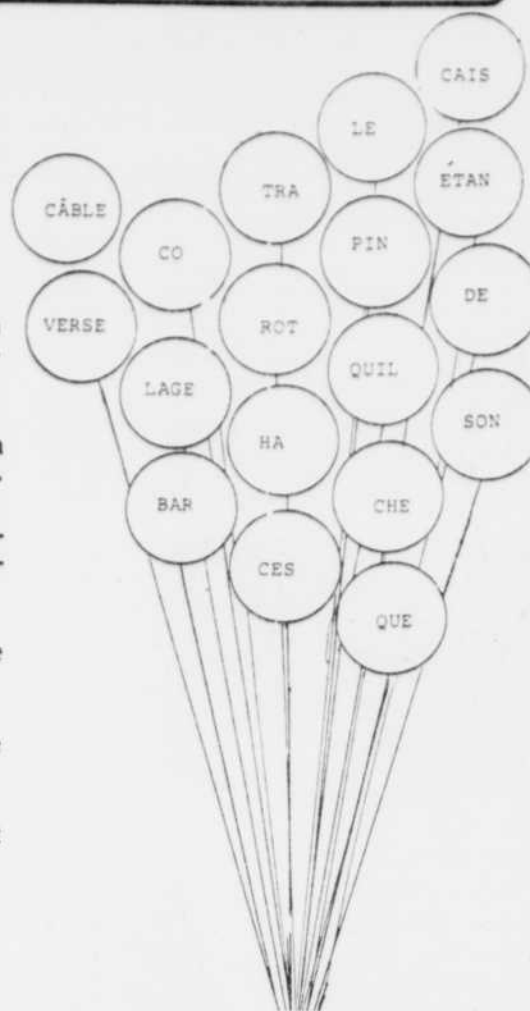 CÂBLE
VERSE
CO
LAGE
BAR
TRA
ROT
HA
CES
LE
PIN
QUIL
CHE
QUE
CAIS
ÉTAN
DE
SON